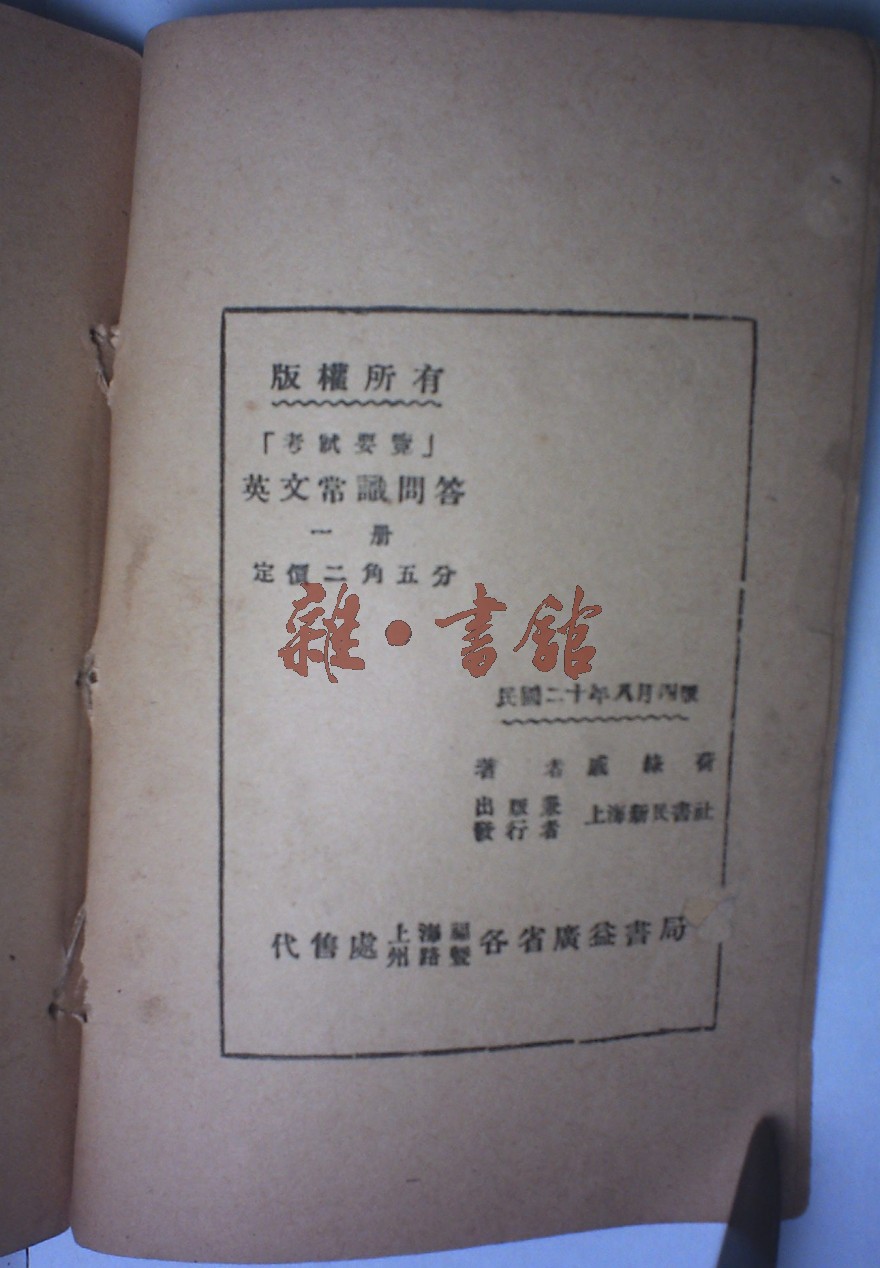 版權所有
「考試要覽」
英文常識問答
一册
定價二角五分
雜·書館
民國二十年八月四版
著者 戚
出版兼發行者 上海新民書社
代售處 上海福州路暨各省廣益書局